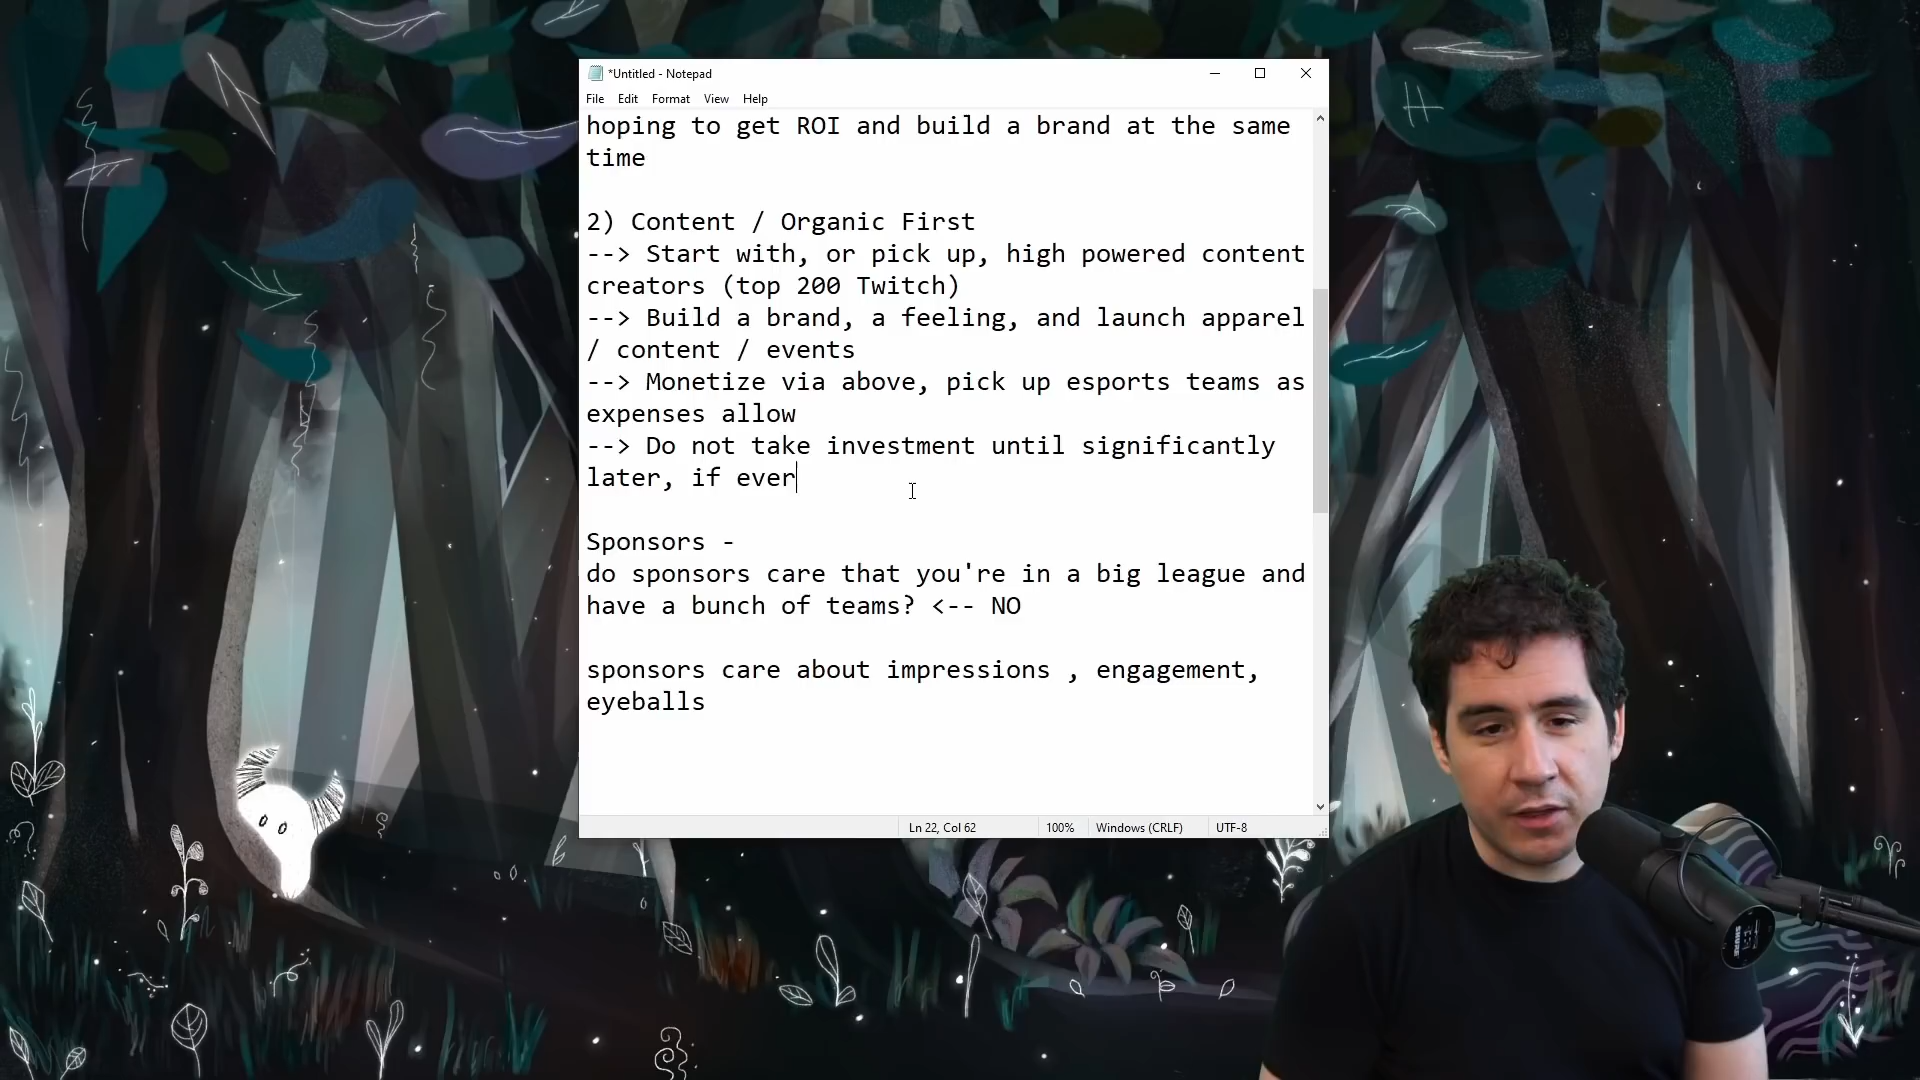 *Untitled - Notepad
File Edit Format View Help
hoping to get ROI and build a brand at the same
time
2) Content / Organic First
--> Start with, or pick up, high powered content
creators (top 200 Twitch)
--> Build a brand, a feeling, and launch apparel
/ content / events
--> Monetize via above, pick up esports teams as
expenses allow
--> Do not take investment until significantly
later, if ever
Sponsors -
do sponsors care that you're in a big league and
have a bunch of teams? <-- NO
sponsors care about impressions , engagement,
eyeballs
Ln 22, Col 62 100% Windows (CRLF) UTF-8
SHURE